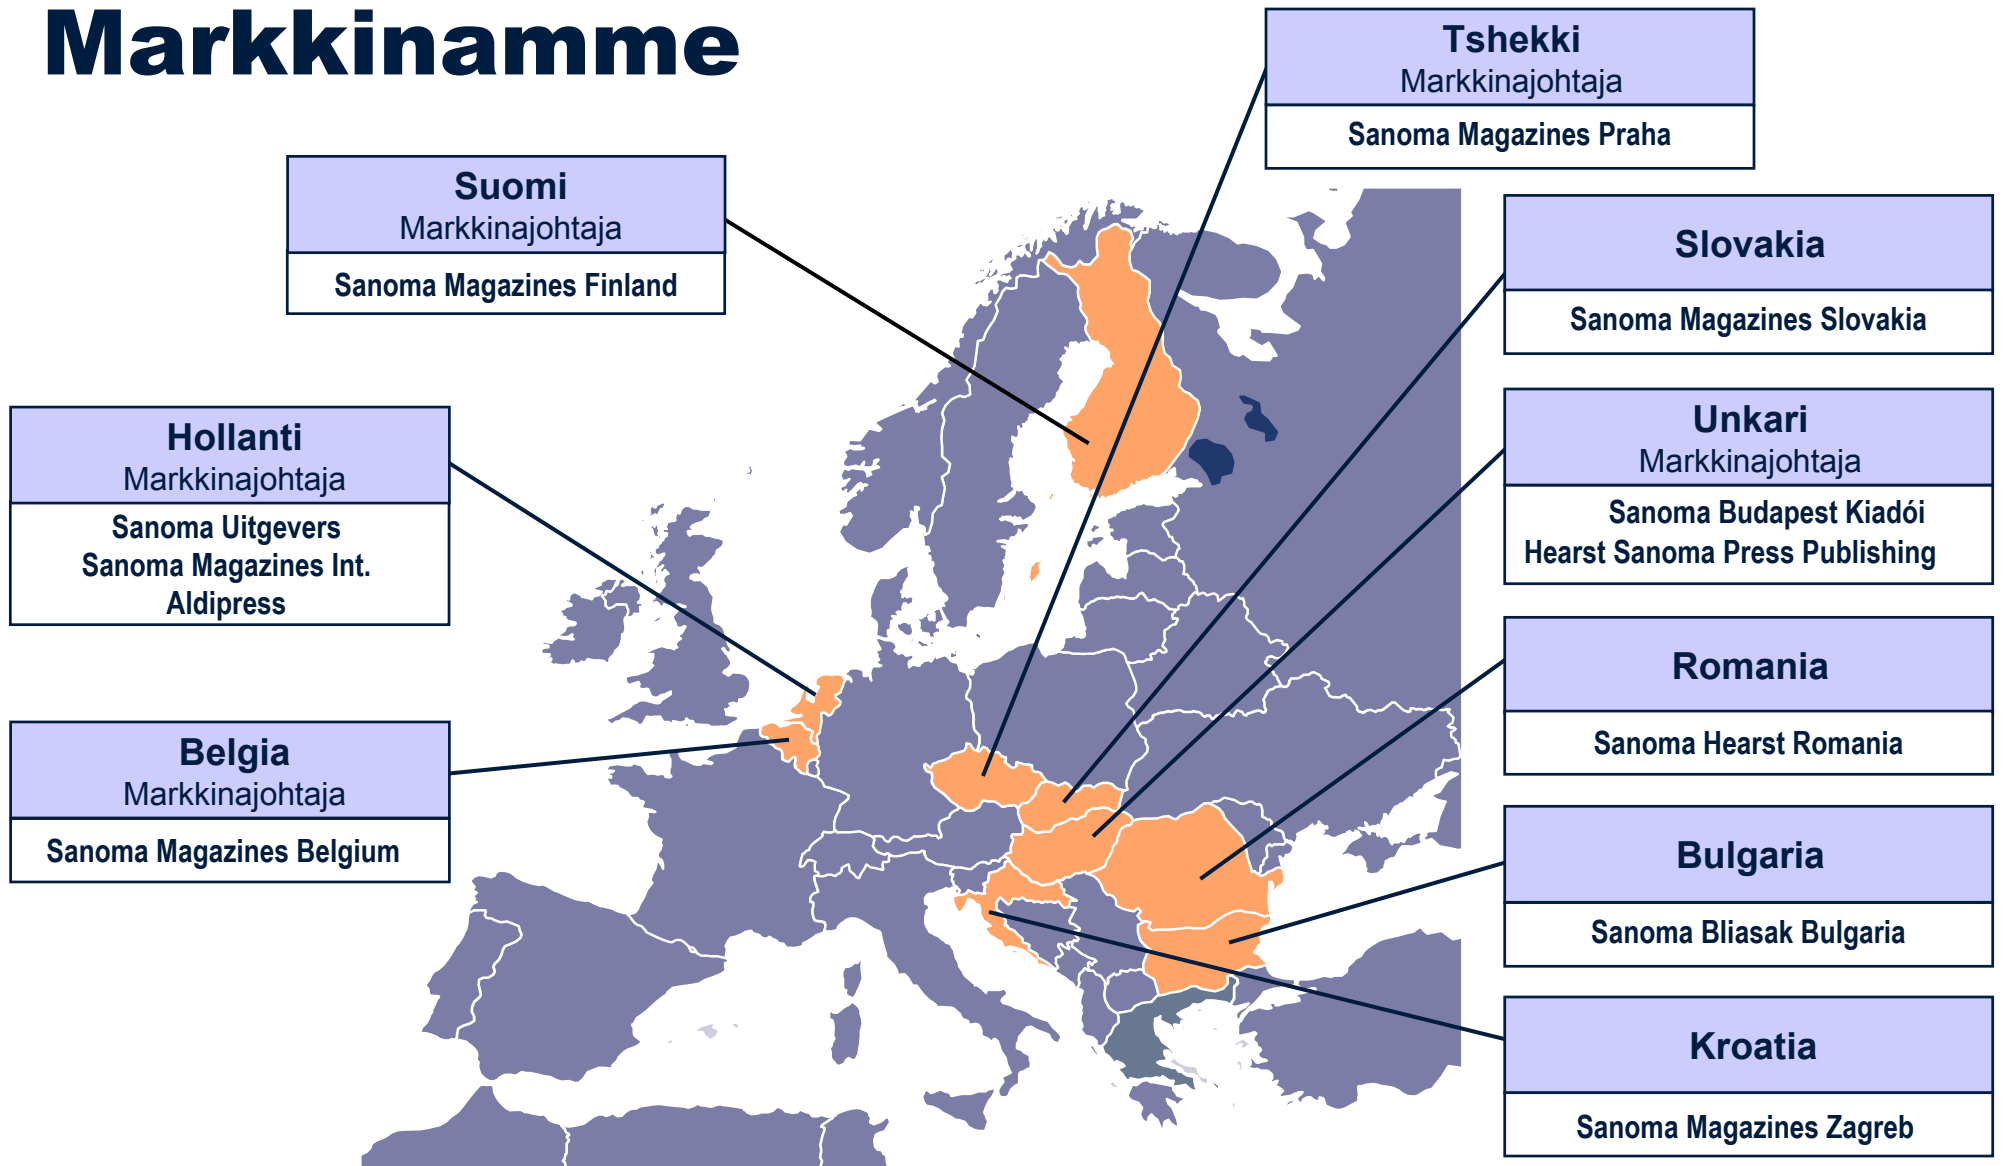 Markkinamme
Tshekki
Markkinajohtaja
Sanoma Magazines Praha
Suomi
Markkinajohtaja
Sanoma Magazines Finland
Slovakia
Sanoma Magazines Slovakia
Hollanti
Markkinajohtaja
Sanoma Uitgevers
Sanoma Magazines Int.
Aldipress
Unkari
Markkinajohtaja
Sanoma Budapest Kiadói
Hearst Sanoma Press Publishing
Romania
Sanoma Hearst Romania
Belgia
Markkinajohtaja
Sanoma Magazines Belgium
Bulgaria
Sanoma Bliasak Bulgaria
Kroatia
Sanoma Magazines Zagreb